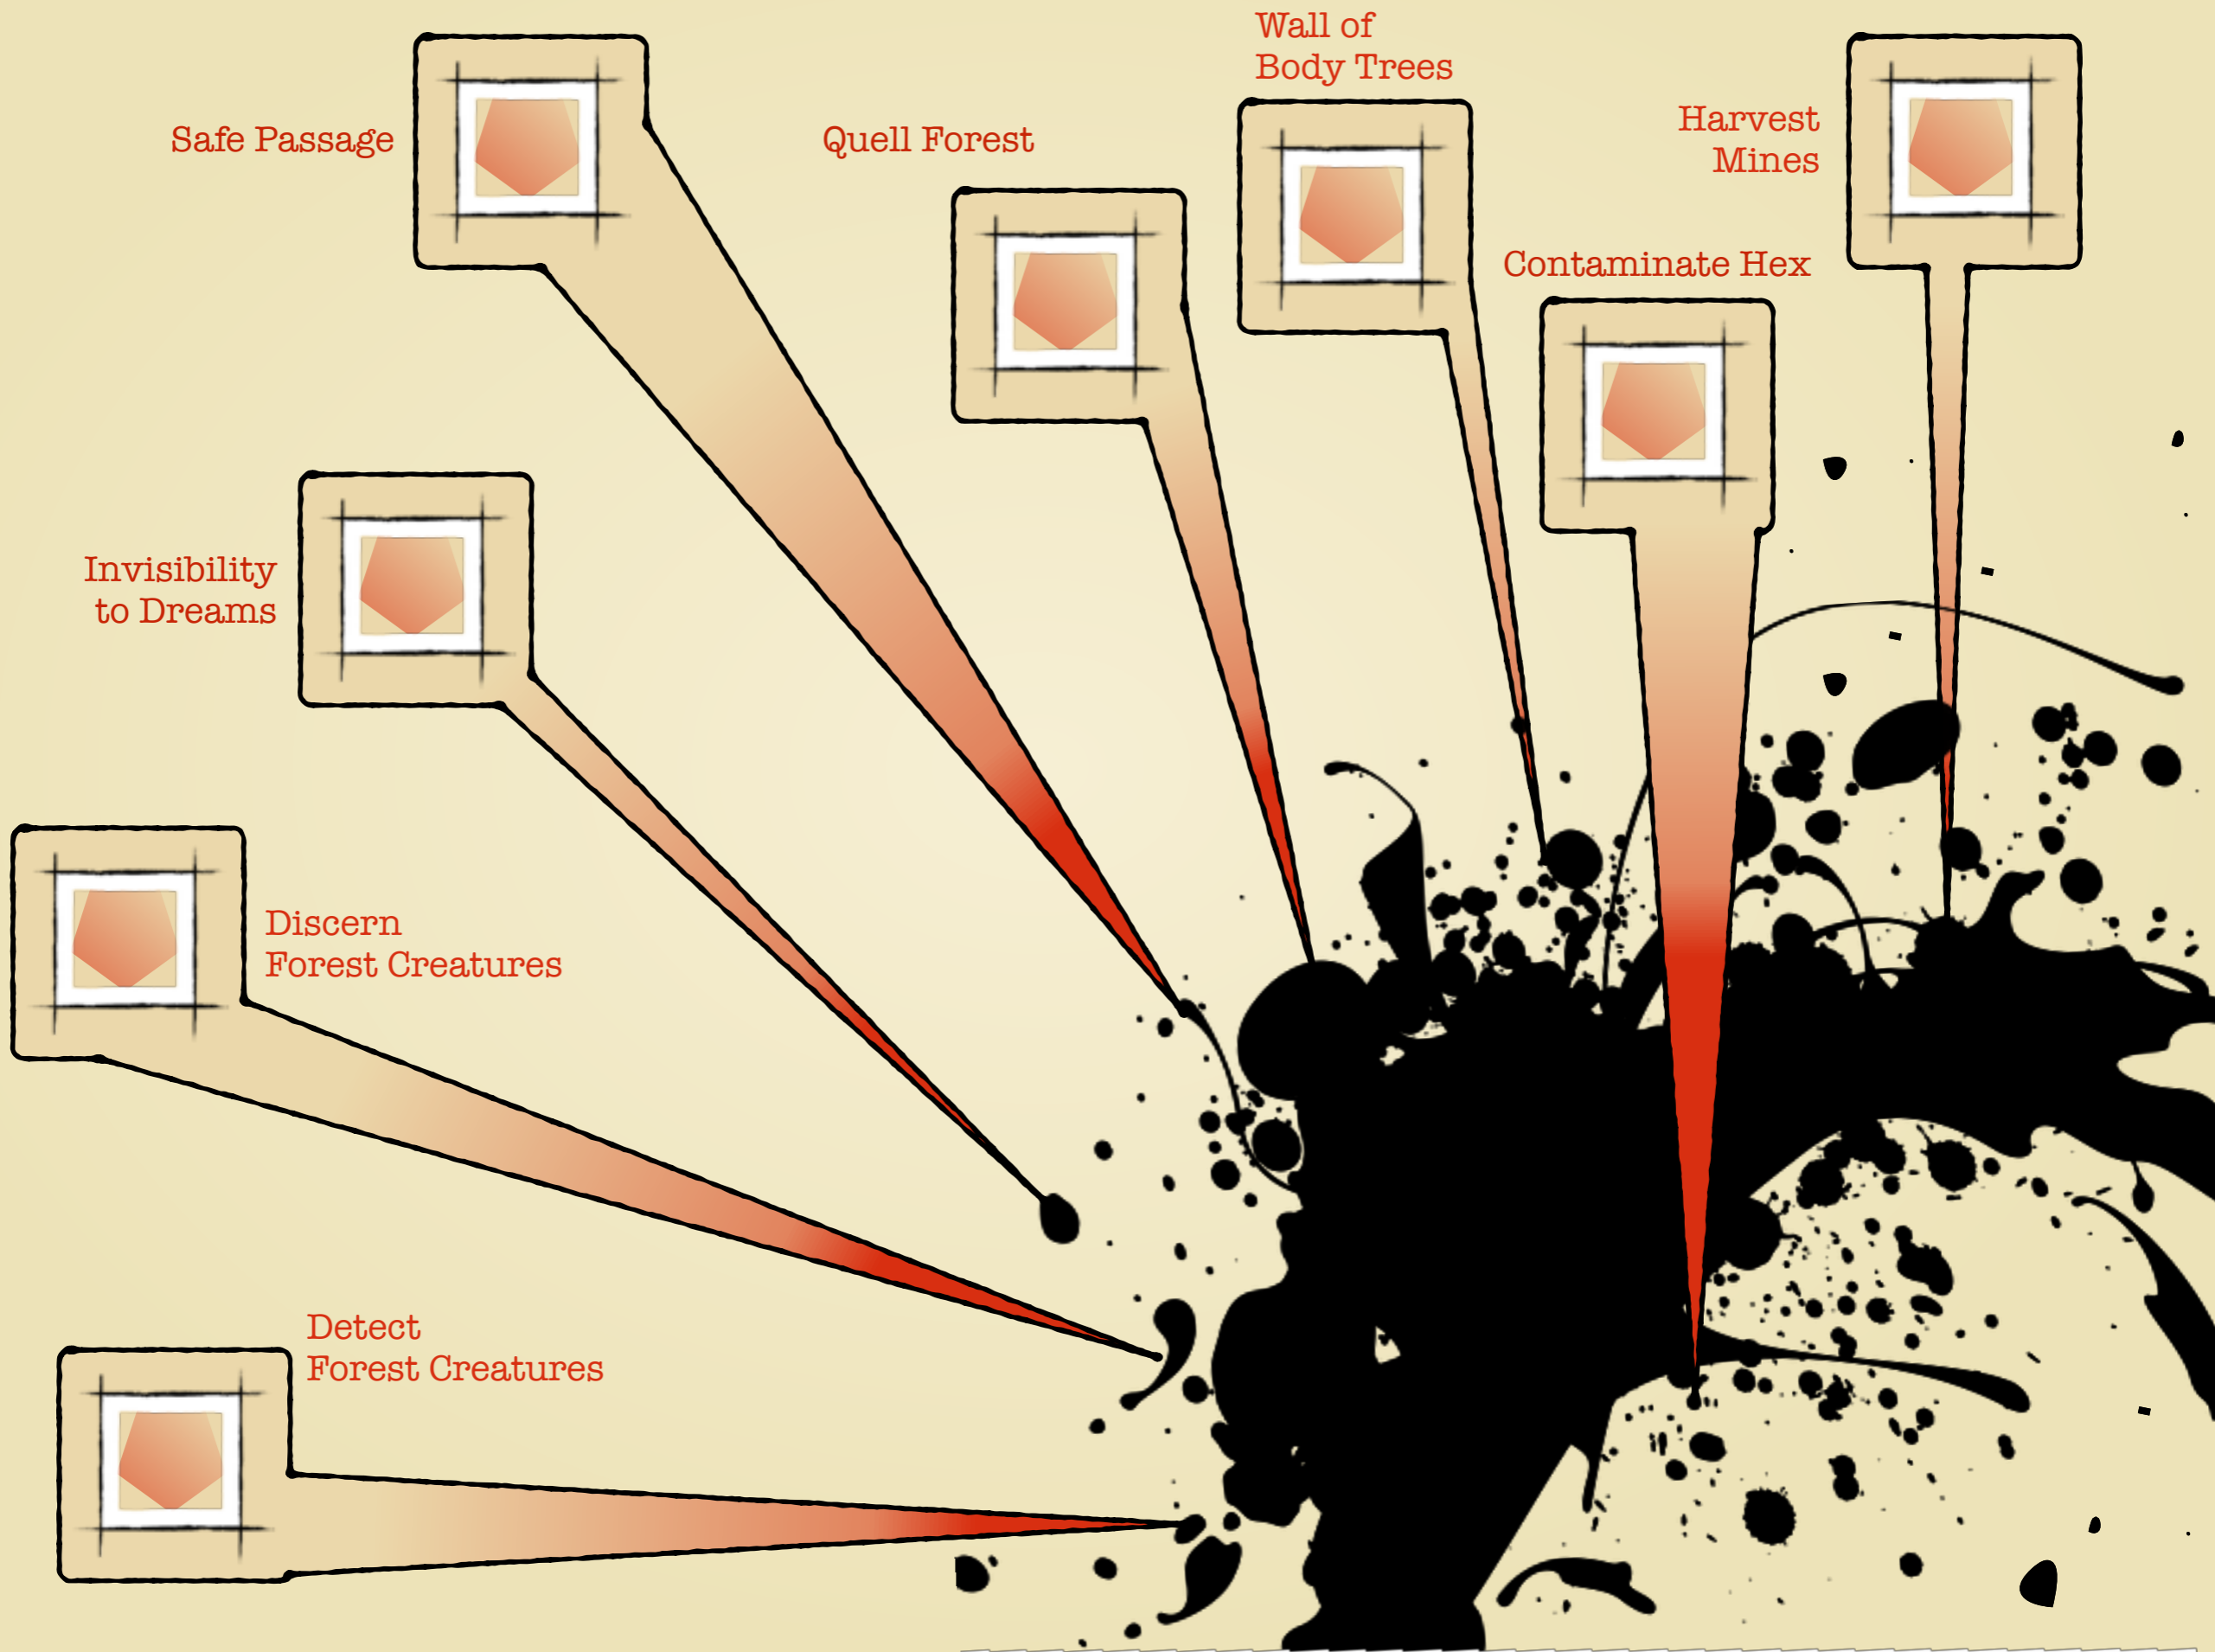 Wall of
Body Trees
Safe Passage
Quell Forest
Harvest
Mines
Contaminate Hex
Invisibility
to Dreams
Discern
Forest Creatures
Detect
Forest Creatures